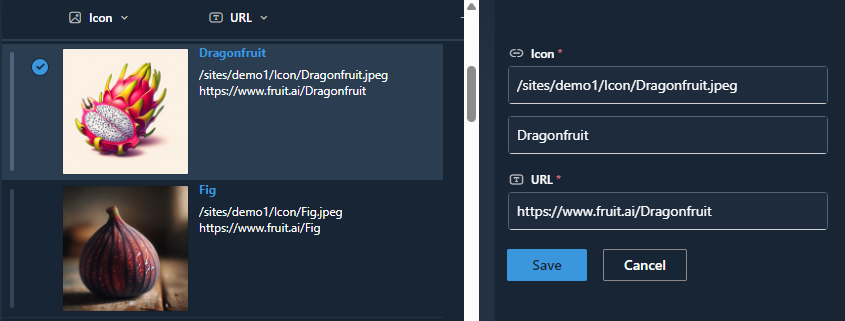 Icon
URL
Dragonfruit
/sites/demo1/Icon/Dragonfruit.jpeg
https://www.fruit.ai/Dragonfruit
Fig
/sites/demo1/Icon/Fig.jpeg
https://www.fruit.ai/Fig
Icon *
/sites/demo1/Icon/Dragonfruit.jpeg
Dragonfruit
URL *
https://www.fruit.ai/Dragonfruit
Save
Cancel